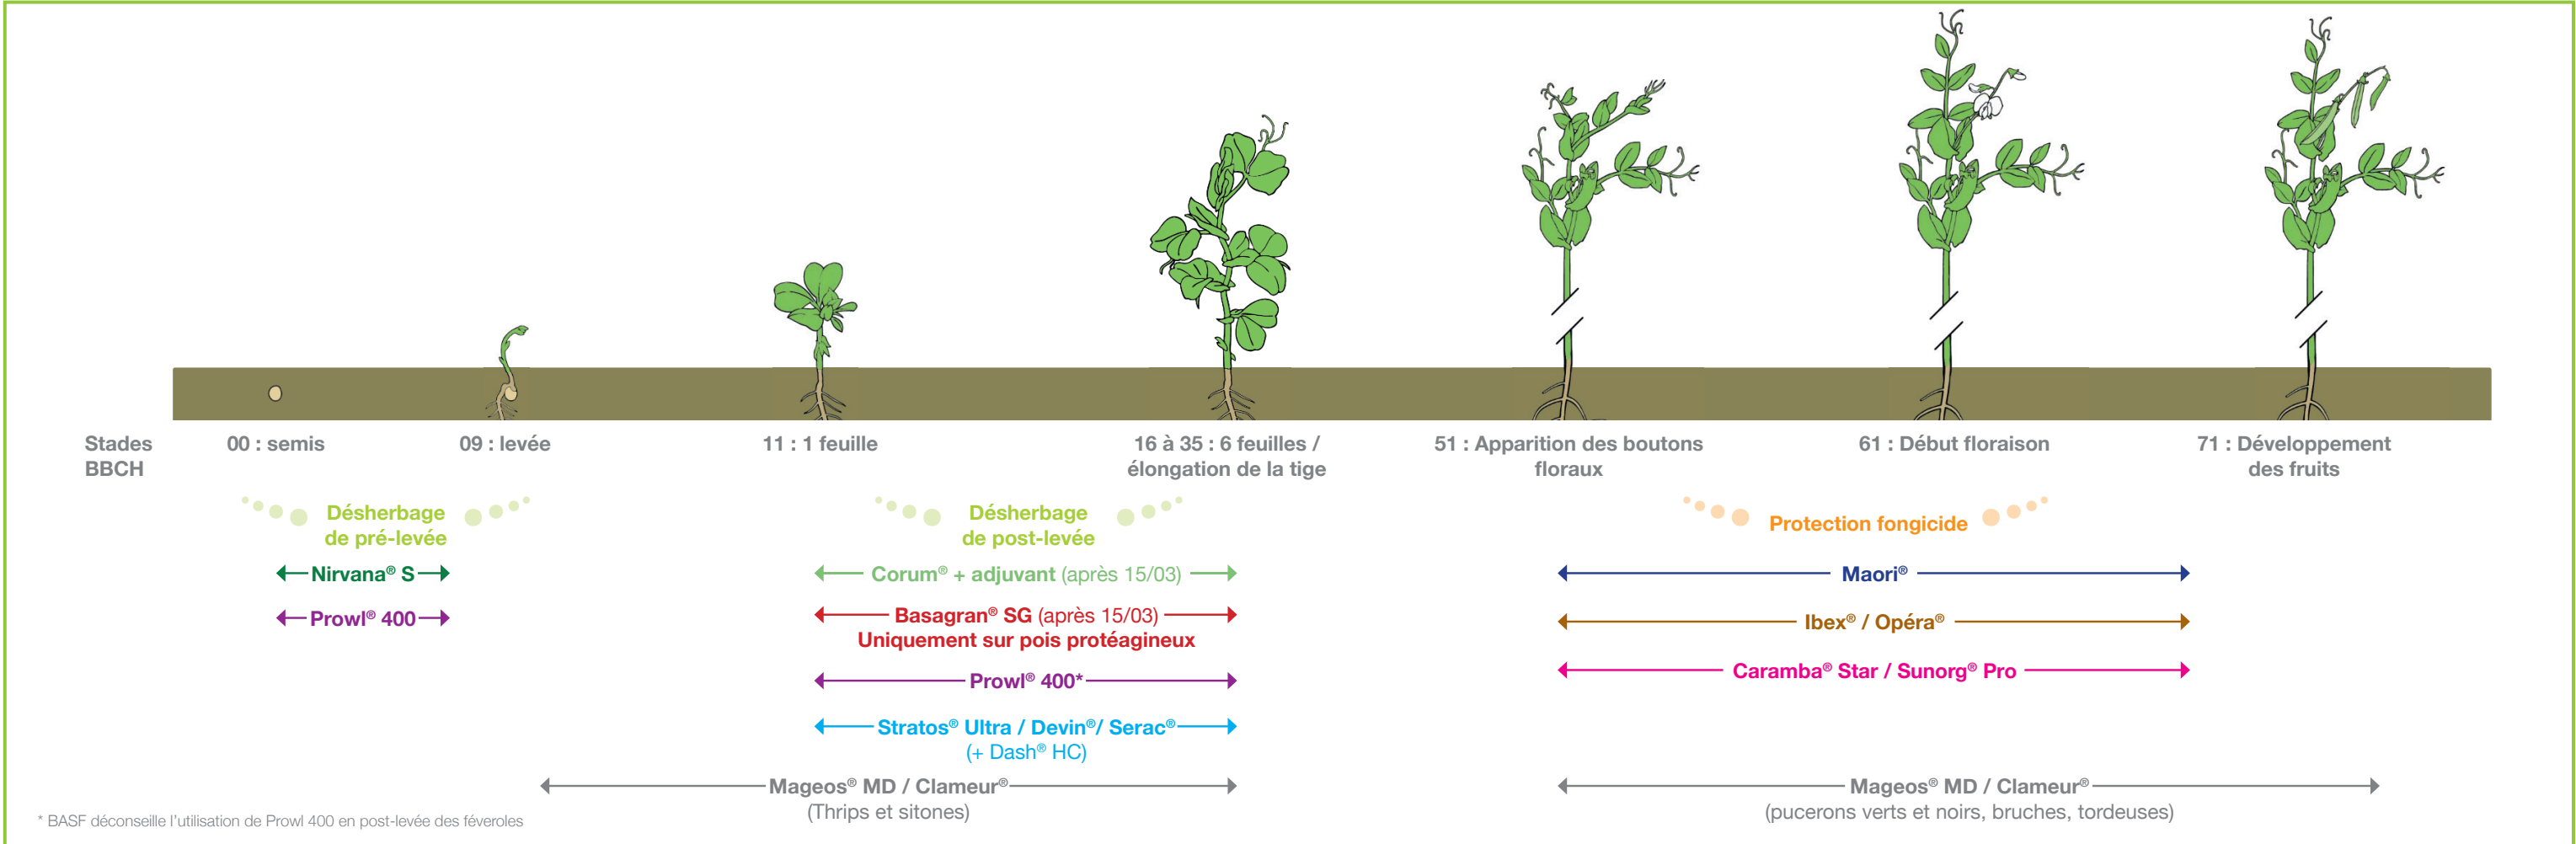 Stades
BBCH
00 : semis
09 : levée
11 : 1 feuille
16 à 35 : 6 feuilles /
élongation de la tige
51 : Apparition des boutons
floraux
61 : Début floraison
71 : Développement
des fruits
Désherbage
de pré-levée
Nirvana® S
Prowl® 400
Désherbage
de post-levée
Corum® + adjuvant (après 15/03)
Basagran® SG (après 15/03)
Uniquement sur pois protéagineux
Prowl® 400*
Stratos® Ultra / Devin®/ Serac®
(+ Dash® HC)
Mageos® MD / Clameur®
(Thrips et sitones)
Protection fongicide
Maori®
Ibex® / Opéra®
Caramba® Star / Sunorg® Pro
Mageos® MD / Clameur®
(pucerons verts et noirs, bruches, tordeuses)
* BASF déconseille l'utilisation de Prowl 400 en post-levée des féveroles